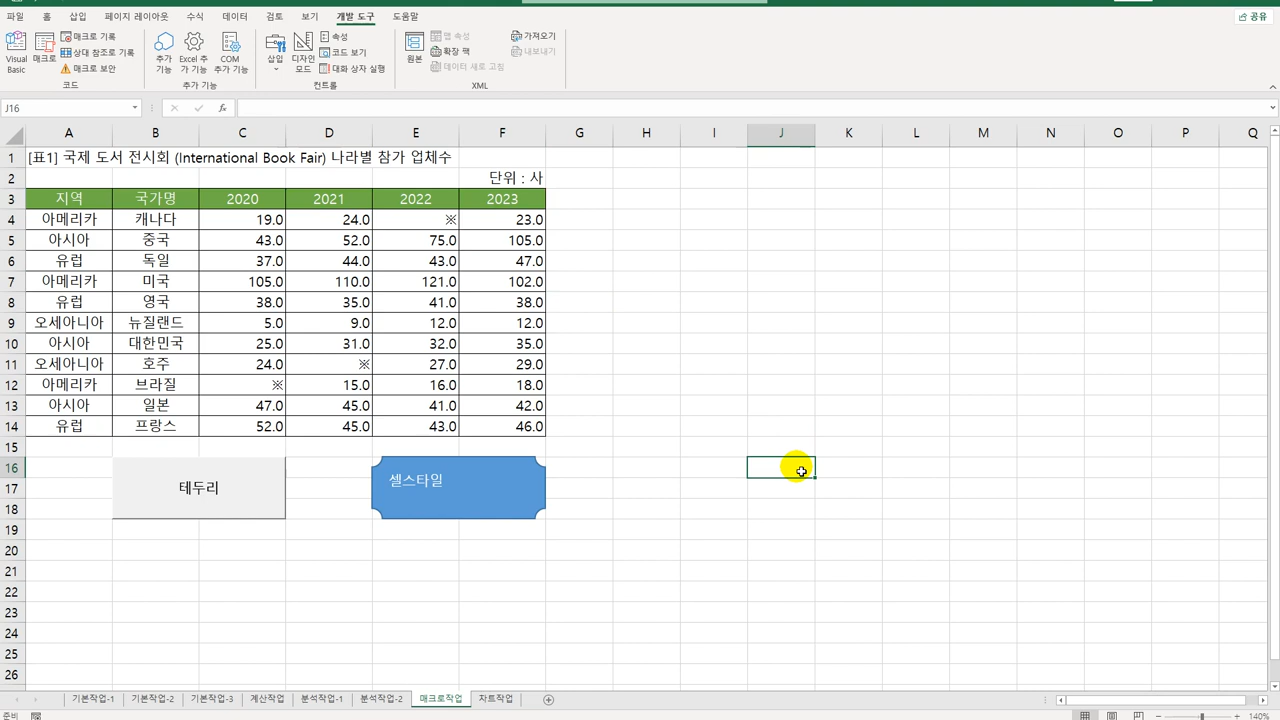 파일 홈 삽입 페이지 레이아웃 수식 데이터 검토 보기 개발 도구 도움말 공유
Visual Basic
매크로
매크로 기록
상대 참조로 기록
매크로 보안
코드
추가 기능
Excel 추가 기능
COM 추가 기능
추가 기능
삽입
디자인 모드
속성
코드 보기
대화 상자 실행
컨트롤
원본
맵 속성
확장 팩
데이터 새로 고침
가져오기
내보내기
XML
J16 fx
A B C D E F G H I J K L M N O P Q
1 [표1] 국제 도서 전시회 (International Book Fair) 나라별 참가 업체수
2 단위 : 사
3 지역 국가명 2020 2021 2022 2023
4 아메리카 캐나다 19.0 24.0 ※ 23.0
5 아시아 중국 43.0 52.0 75.0 105.0
6 유럽 독일 37.0 44.0 43.0 47.0
7 아메리카 미국 105.0 110.0 121.0 102.0
8 유럽 영국 38.0 35.0 41.0 38.0
9 오세아니아 뉴질랜드 5.0 9.0 12.0 12.0
10 아시아 대한민국 25.0 31.0 32.0 35.0
11 오세아니아 호주 24.0 ※ 27.0 29.0
12 아메리카 브라질 ※ 15.0 16.0 18.0
13 아시아 일본 47.0 45.0 41.0 42.0
14 유럽 프랑스 52.0 45.0 43.0 46.0
15
16
17 테두리 셀스타일
18
19
20
21
22
23
24
25
26
기본작업-1 기본작업-2 기본작업-3 계산작업 분석작업-1 분석작업-2 매크로작업 차트작업
준비 140%